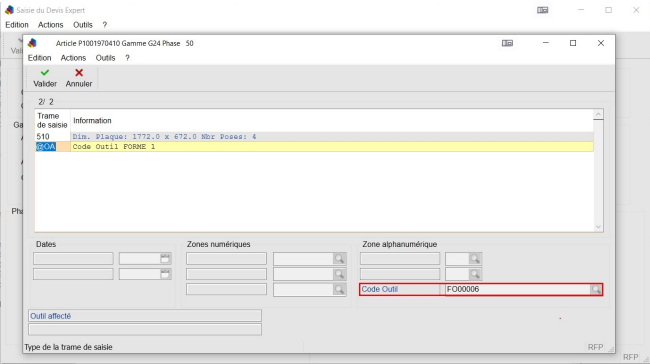 Saisie du Devis Expert
Edition Actions Outils ?
Article P1001970410 Gamme G24 Phase 50
Edition Actions Outils ?
Valider Annuler
2/ 2
Trame de saisie Information
510 Dim. Plaque: 1772.0 x 672.0 Nbr Poses: 4
@OA Code Outil FORME 1
Dates Zones numériques Zone alphanumérique
Code Outil FO00006
Outil affecté
Type de la trame de saisie RFP
RFP